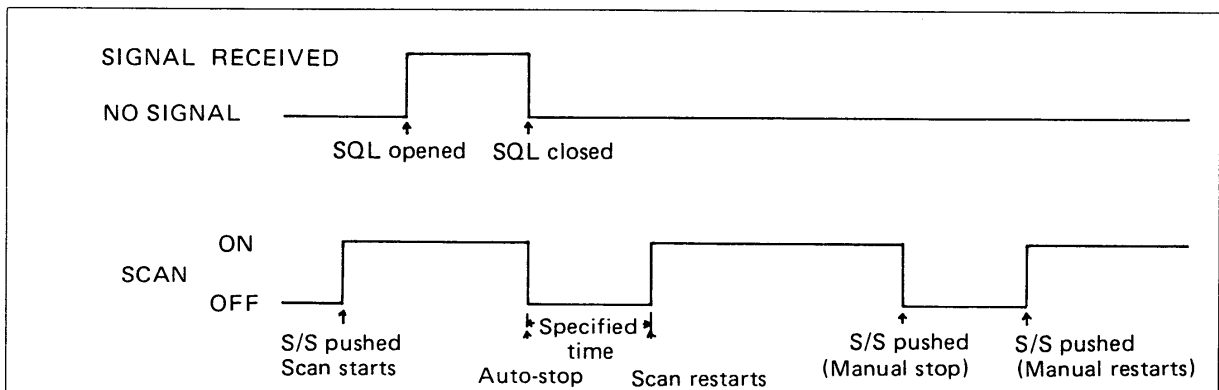 SIGNAL RECEIVED
NO SIGNAL
SQL opened
SQL closed
ON
SCAN
OFF
S/S pushed
Scan starts
Specified
time
Auto-stop
Scan restarts
S/S pushed
(Manual stop)
S/S pushed
(Manual restarts)